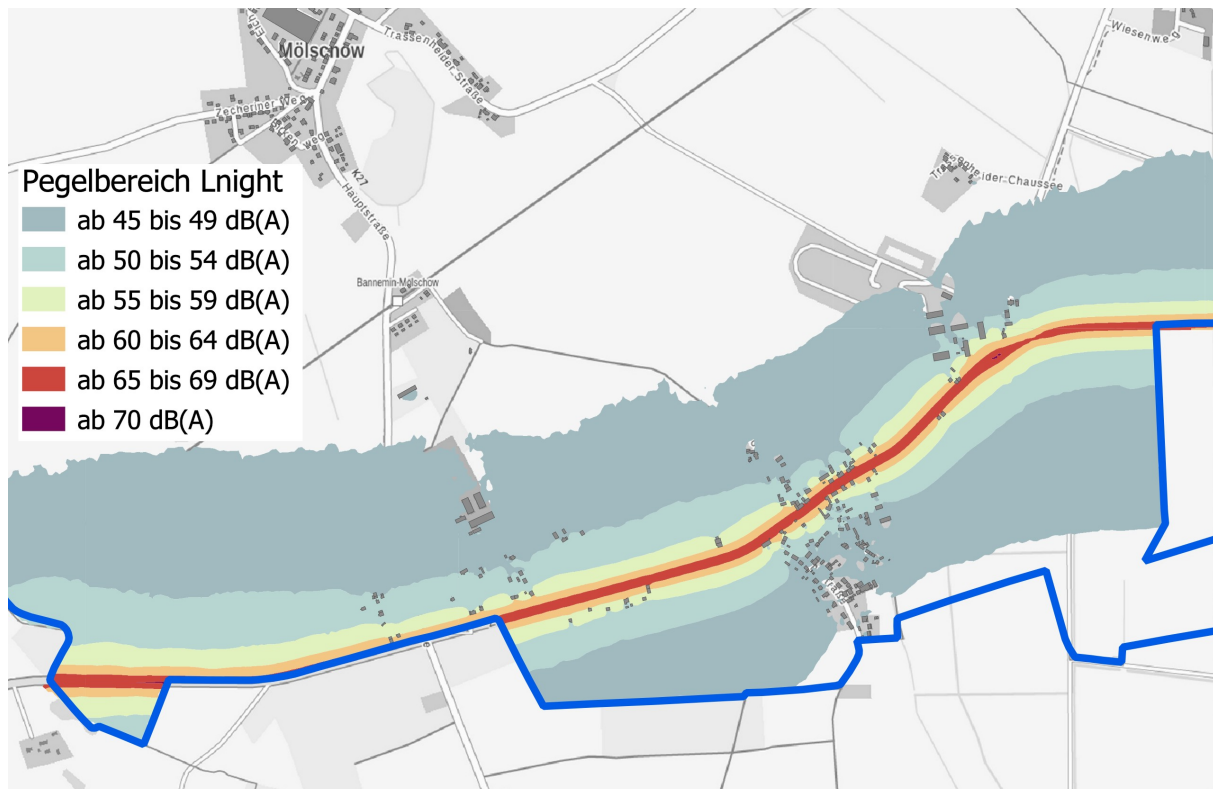 Mölschow
Trassenheider Straße
Wiesenweg
Zecheriner Weg
K27
Hauptstraße
Trassenheider Chaussee
Bannemin-Mölschow
Pegelbereich Lnight
ab 45 bis 49 dB(A)
ab 50 bis 54 dB(A)
ab 55 bis 59 dB(A)
ab 60 bis 64 dB(A)
ab 65 bis 69 dB(A)
ab 70 dB(A)